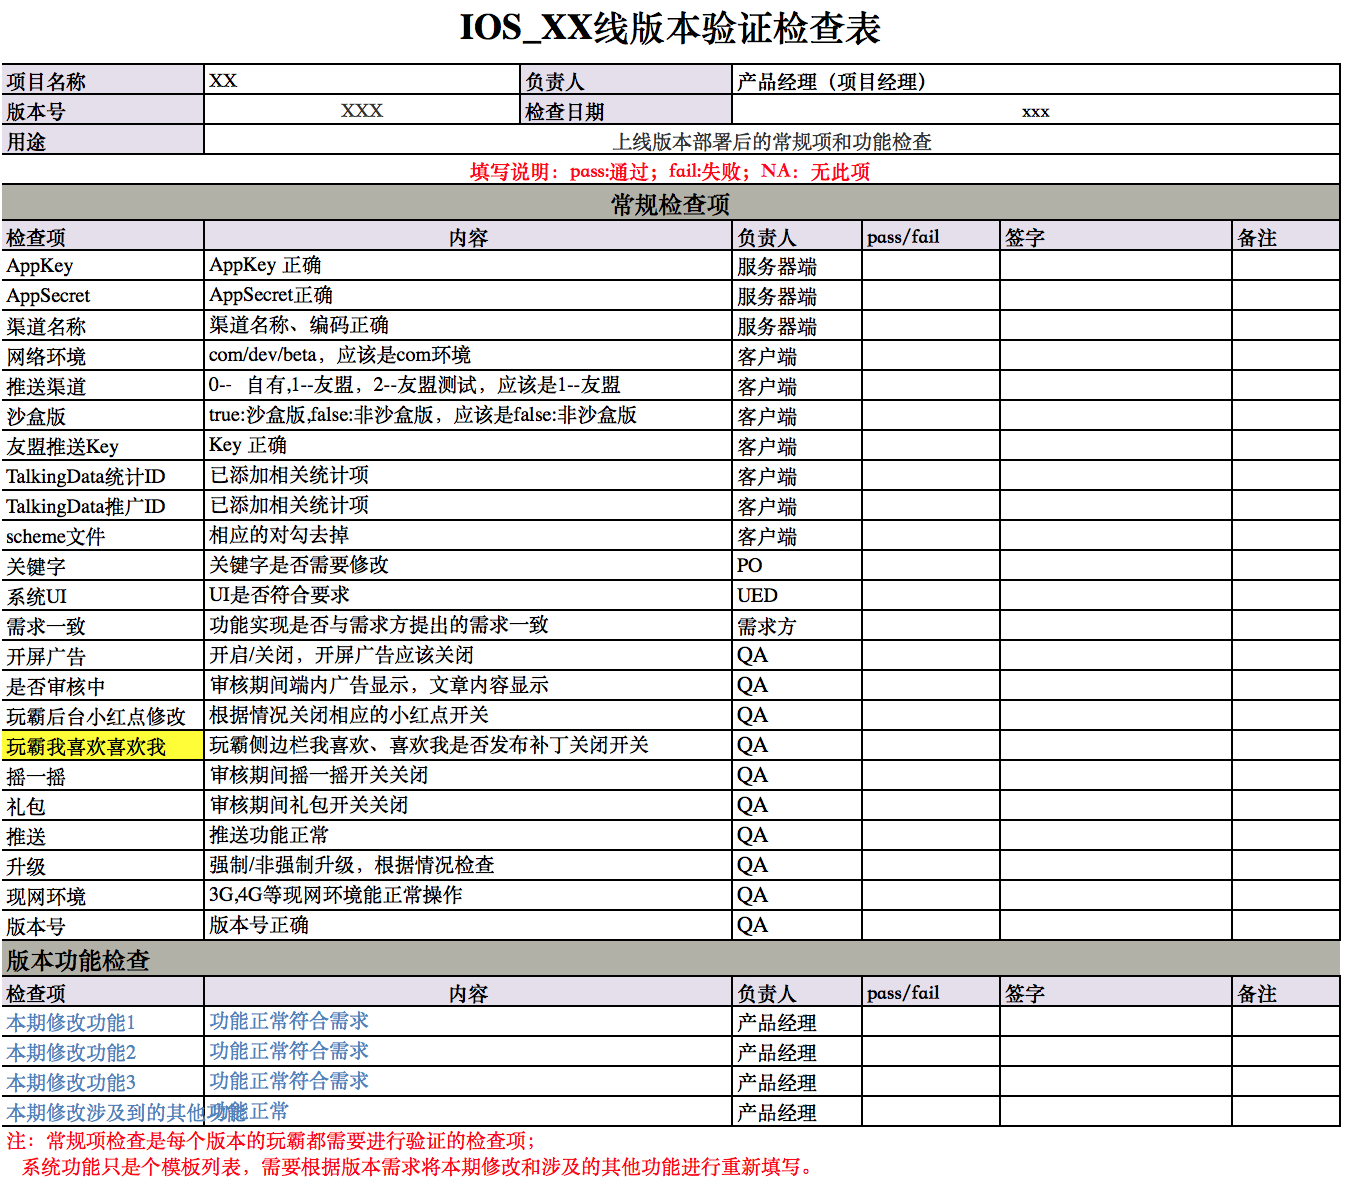 IOS_XX线版本验证检查表
项目名称 XX 负责人 产品经理（项目经理）
版本号 XXX 检查日期 xxx
用途 上线版本部署后的常规项和功能检查
填写说明：pass:通过；fail:失败；NA：无此项
常规检查项
检查项 内容 负责人 pass/fail 签字 备注
AppKey AppKey 正确 服务器端
AppSecret AppSecret正确 服务器端
渠道名称 渠道名称、编码正确 服务器端
网络环境 com/dev/beta，应该是com环境 客户端
推送渠道 0-- 自有,1--友盟，2--友盟测试，应该是1--友盟 客户端
沙盒版 true:沙盒版,false:非沙盒版，应该是false:非沙盒版 客户端
友盟推送Key Key 正确 客户端
TalkingData统计ID 已添加相关统计项 客户端
TalkingData推广ID 已添加相关统计项 客户端
scheme文件 相应的对勾去掉 客户端
关键字 关键字是否需要修改 PO
系统UI UI是否符合要求 UED
需求一致 功能实现是否与需求方提出的需求一致 需求方
开屏广告 开启/关闭，开屏广告应该关闭 QA
是否审核中 审核期间端内广告显示，文章内容显示 QA
玩霸后台小红点修改 根据情况关闭相应的小红点开关 QA
玩霸我喜欢喜欢我 玩霸侧边栏我喜欢、喜欢我是否发布补丁关闭开关 QA
摇一摇 审核期间摇一摇开关关闭 QA
礼包 审核期间礼包开关关闭 QA
推送 推送功能正常 QA
升级 强制/非强制升级，根据情况检查 QA
现网环境 3G,4G等现网环境能正常操作 QA
版本号 版本号正确 QA
版本功能检查
检查项 内容 负责人 pass/fail 签字 备注
本期修改功能1 功能正常符合需求 产品经理
本期修改功能2 功能正常符合需求 产品经理
本期修改功能3 功能正常符合需求 产品经理
本期修改涉及到的其他功能 功能正常 产品经理
注：常规项检查是每个版本的玩霸都需要进行验证的检查项；
系统功能只是个模板列表，需要根据版本需求将本期修改和涉及的其他功能进行重新填写。